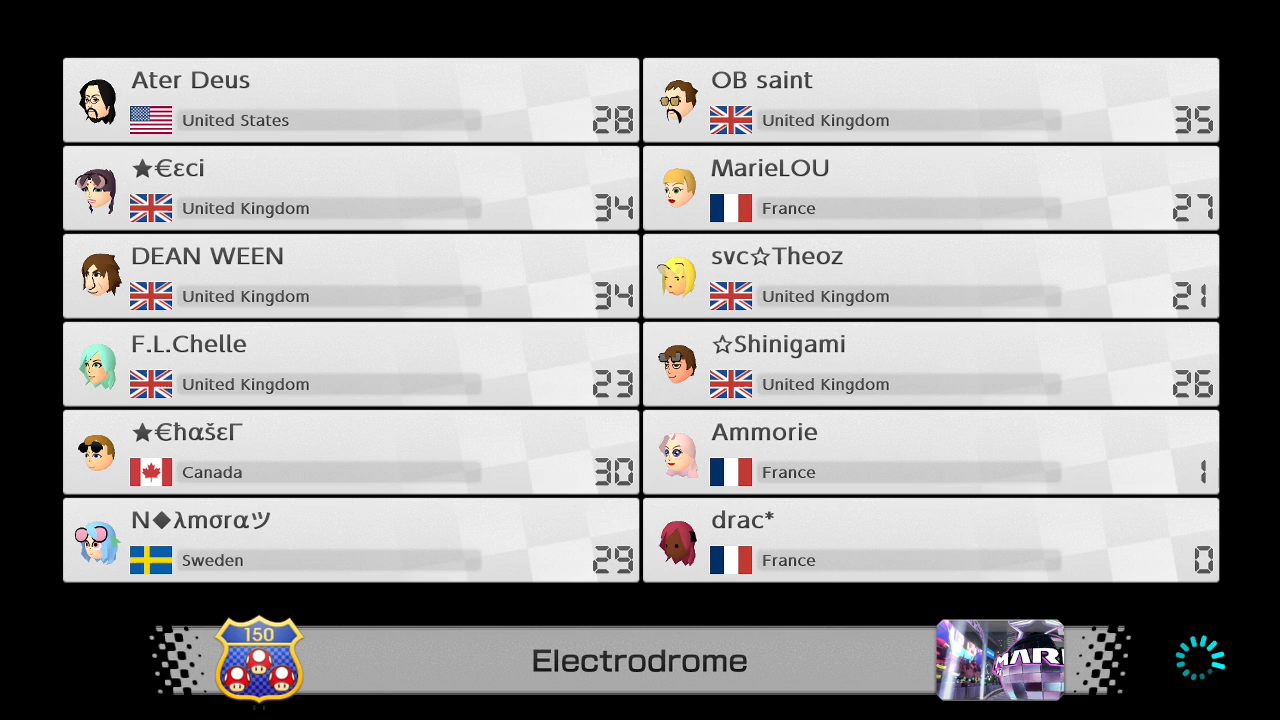 Ater Deus
United States 28
OB saint
United Kingdom 35
★€εci
United Kingdom 34
MarieLOU
France 27
DEAN WEEN
United Kingdom 34
svc☆Theoz
United Kingdom 21
F.L.Chelle
United Kingdom 23
☆Shinigami
United Kingdom 26
★€ħαšεΓ
Canada 30
Ammorie
France 1
N◆λmσrαツ
Sweden 29
drac*
France 0
150
Electrodrome
MARI